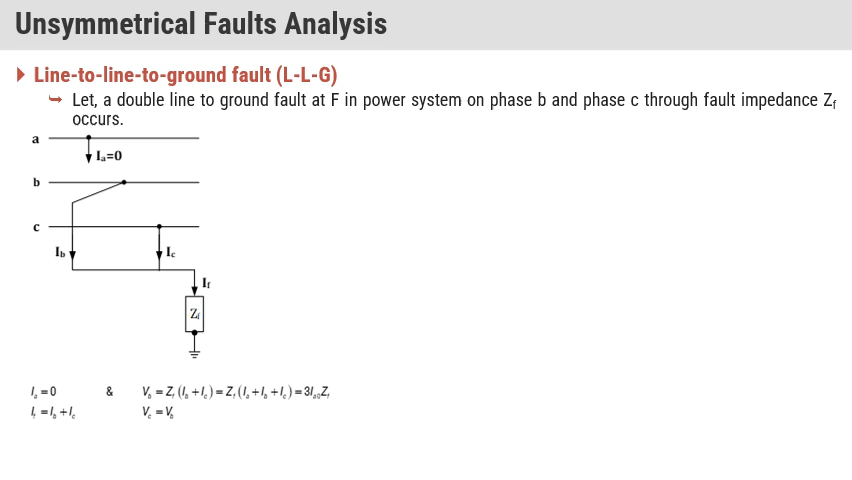 Unsymmetrical Faults Analysis
Line-to-line-to-ground fault (L-L-G)
Let, a double line to ground fault at F in power system on phase b and phase c through fault impedance Zf
occurs.
a
Ia=0
b
c
Ib
Ic
If
Zf
Ia = 0 & Vb = Zf (Ib + Ic) = Zf (Ia + Ib + Ic) = 3Ia0Zf
If = Ib + Ic Vc = Vb